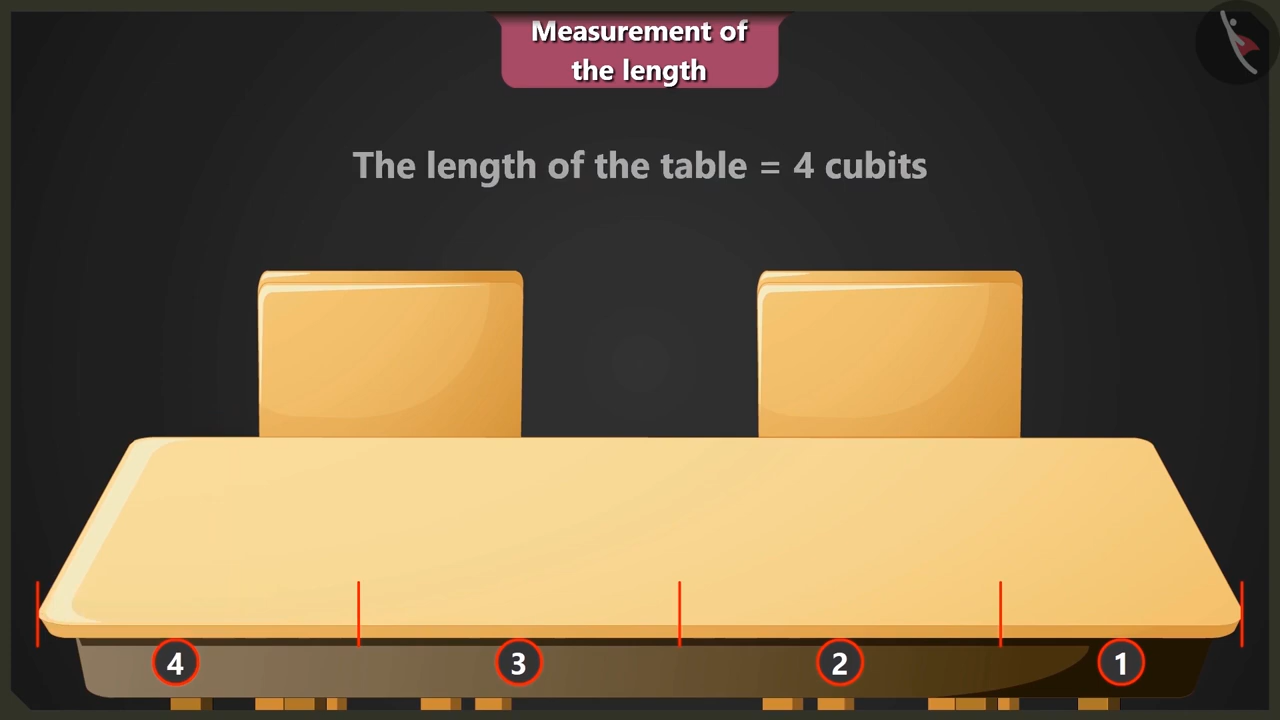 Measurement of
the length
The length of the table = 4 cubits
4 3 2 1